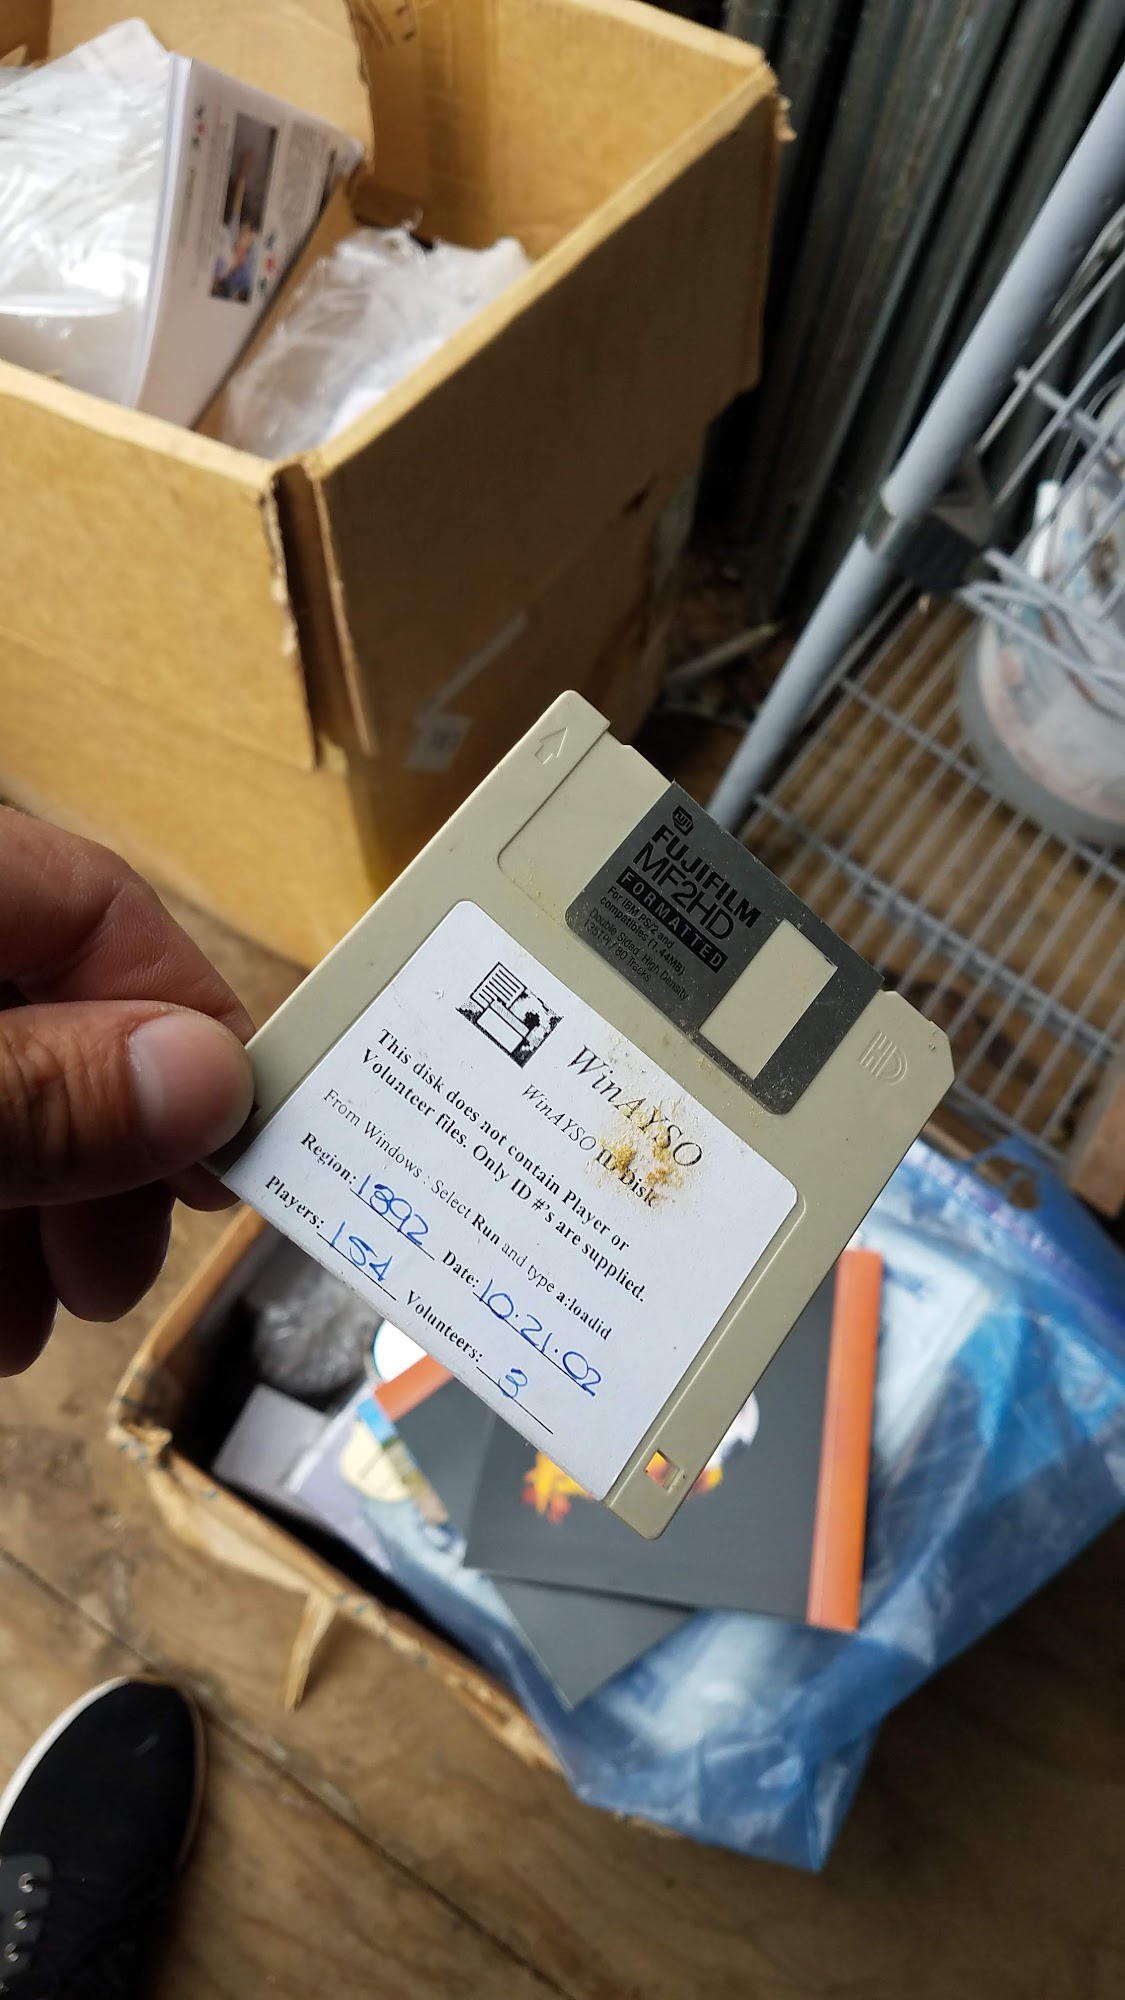 FUJI
FUJIFILM
MF2HD
FORMATTED
For IBM PS/2 and
compatibles (1.44MB)
Double Sided High Density
135TPI / 80 Tracks
HD
WinAYSO
WinAYSO ID Disk
This disk does not contain Player or
Volunteer files. Only ID #'s are supplied.
From Windows: Select Run and type a:loadid
Region: 1892 Date: 10.21.02
Players: 154 Volunteers: 3